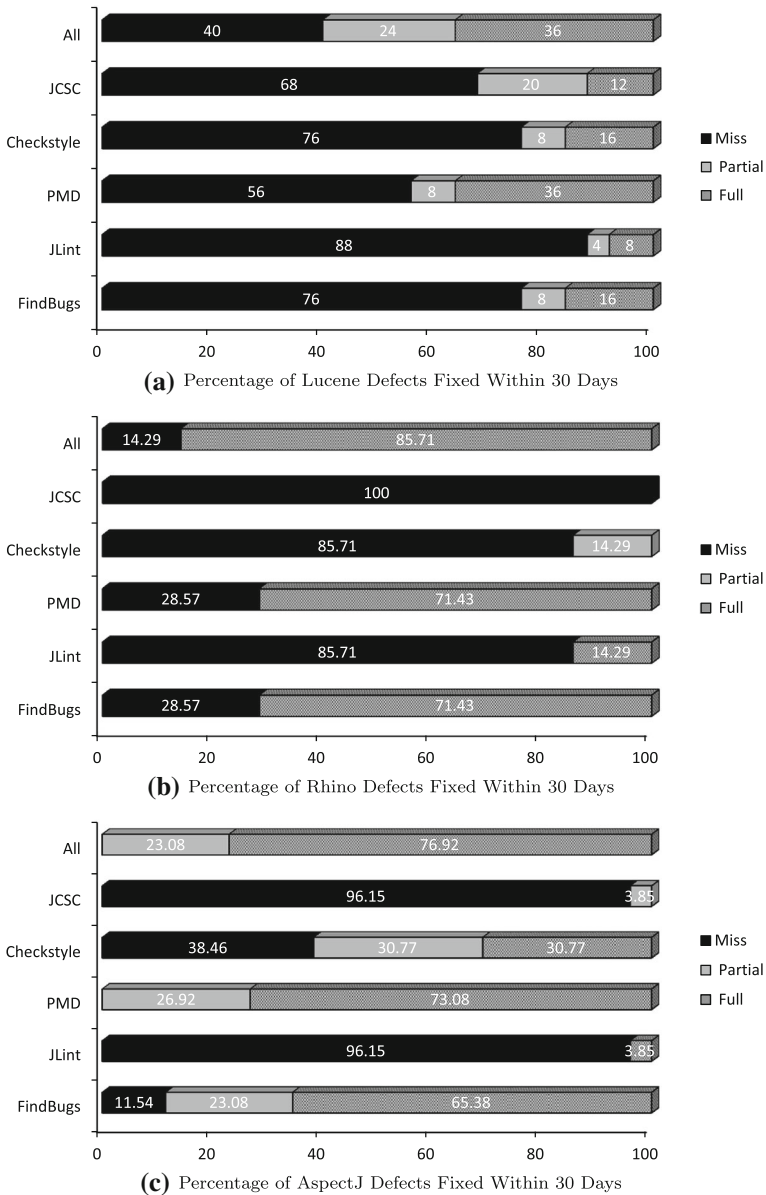 All 40 24 36
JCSC 68 20 12
Checkstyle 76 8 16
PMD 56 8 36
JLint 88 4 8
FindBugs 76 8 16
Miss
Partial
Full
0 20 40 60 80 100
(a) Percentage of Lucene Defects Fixed Within 30 Days
All 14.29 85.71
JCSC 100
Checkstyle 85.71 14.29
PMD 28.57 71.43
JLint 85.71 14.29
FindBugs 28.57 71.43
Miss
Partial
Full
0 20 40 60 80 100
(b) Percentage of Rhino Defects Fixed Within 30 Days
All 23.08 76.92
JCSC 96.15 3.85
Checkstyle 38.46 30.77 30.77
PMD 26.92 73.08
JLint 96.15 3.85
FindBugs 11.54 23.08 65.38
Miss
Partial
Full
0 20 40 60 80 100
(c) Percentage of AspectJ Defects Fixed Within 30 Days